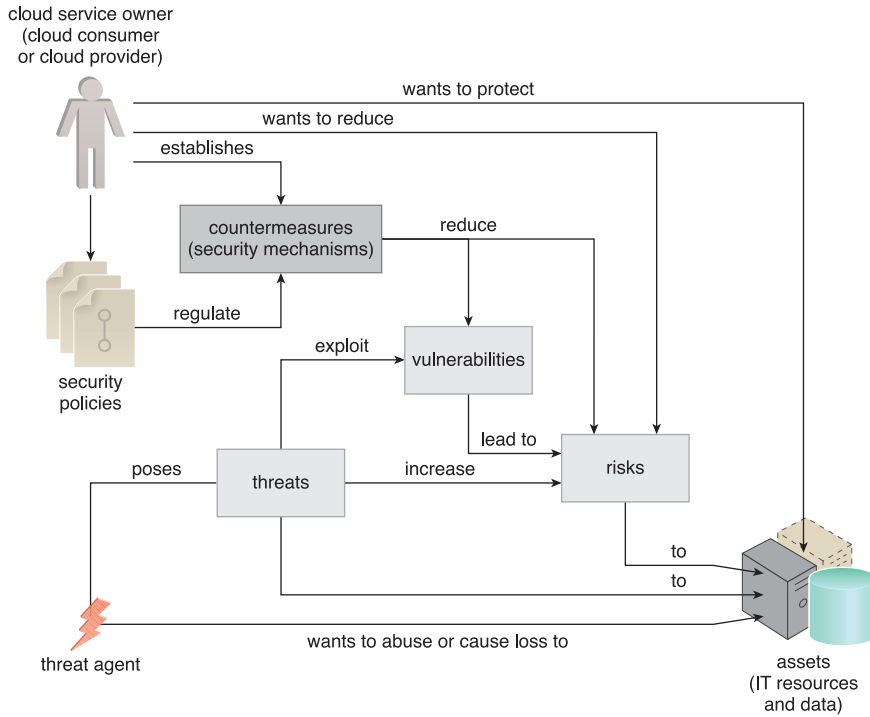 cloud service owner
(cloud consumer
or cloud provider)
wants to protect
wants to reduce
establishes
countermeasures
(security mechanisms)
reduce
regulate
security
policies
exploit
vulnerabilities
lead to
poses
threats
increase
risks
to
to
wants to abuse or cause loss to
threat agent
assets
(IT resources
and data)